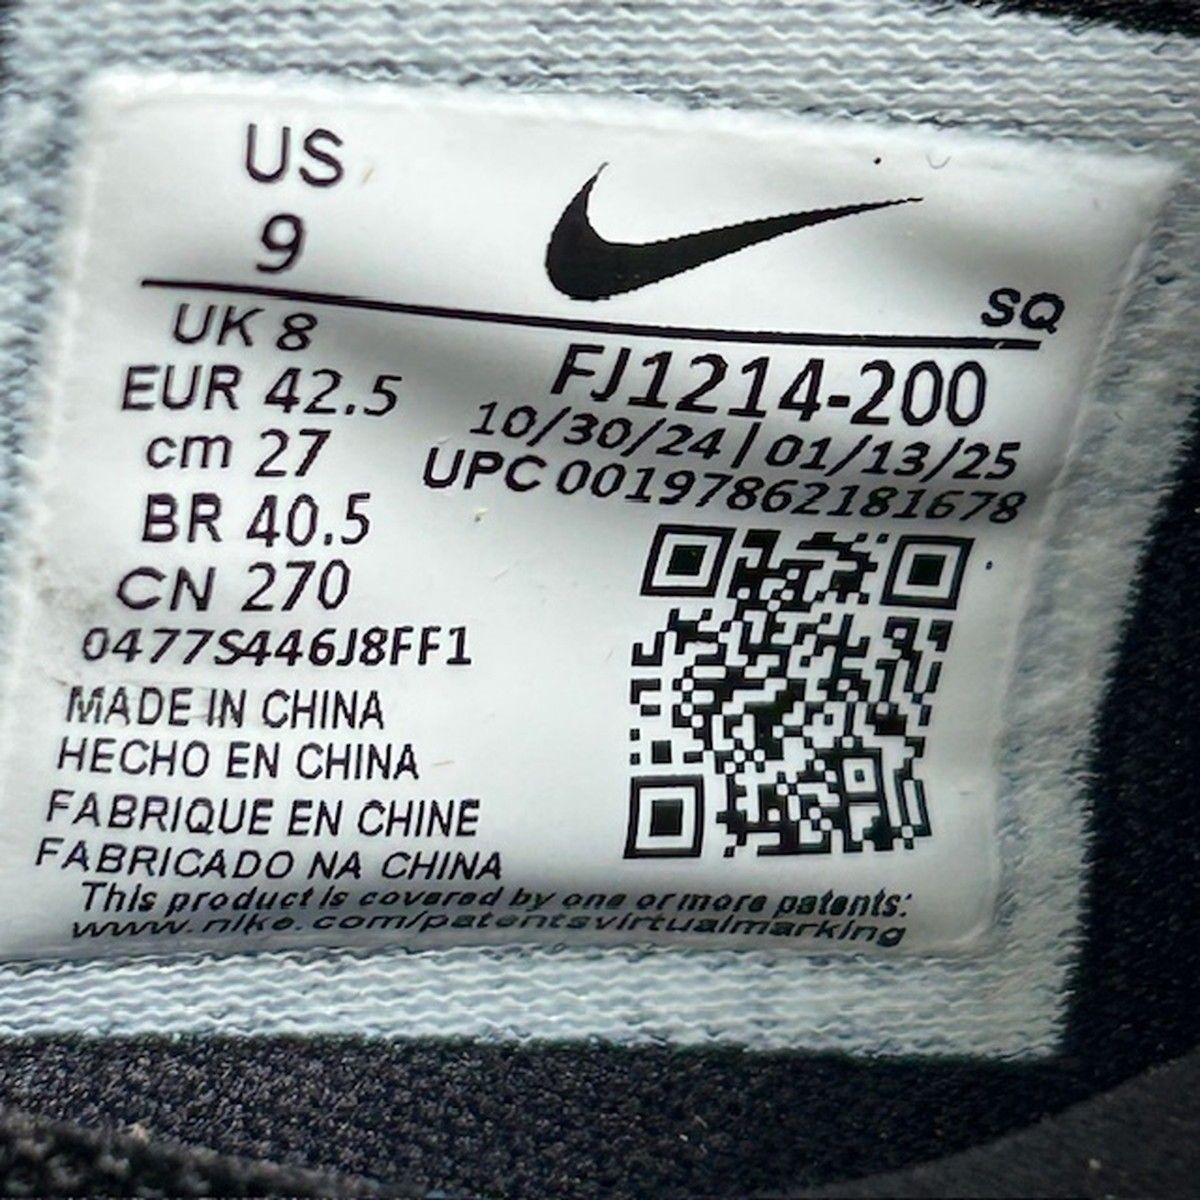 US
9
SQ
UK 8
EUR 42.5
cm 27
BR 40.5
CN 270
FJ1214-200
10/30/24 | 01/13/25
UPC 001978621816​78
0477S446J8FF1
MADE IN CHINA
HECHO EN CHINA
FABRIQUE EN CHINE
FABRICADO NA CHINA
This product is covered by one or more patents:
www.nike.com/patentsvirtualmarking